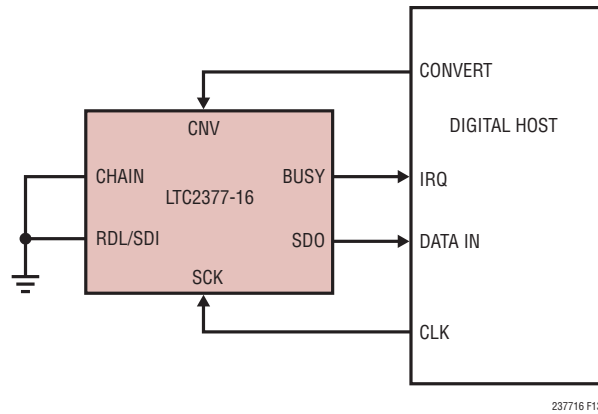 CONVERT
CNV
DIGITAL HOST
CHAIN
BUSY
IRQ
LTC2377-16
RDL/SDI
SDO
DATA IN
SCK
CLK